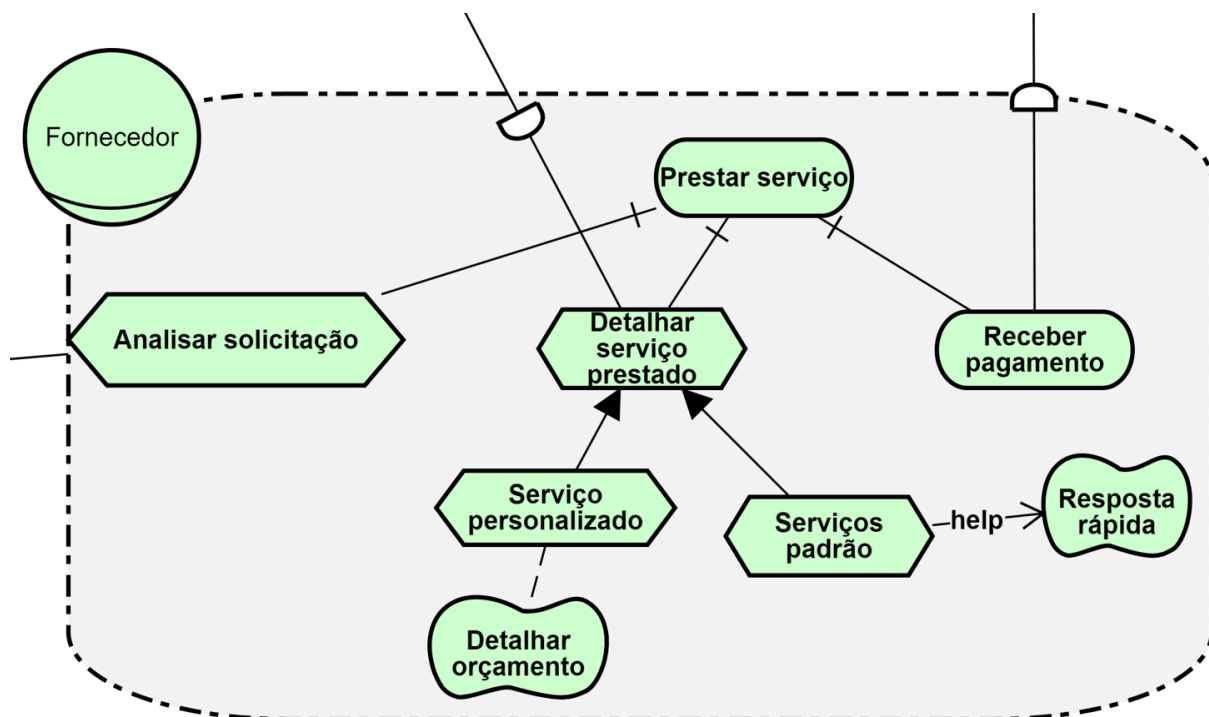 Fornecedor
Prestar serviço
Analisar solicitação
Detalhar
serviço
prestado
Receber
pagamento
Serviço
personalizado
Serviços
padrão
help
Resposta
rápida
Detalhar
orçamento